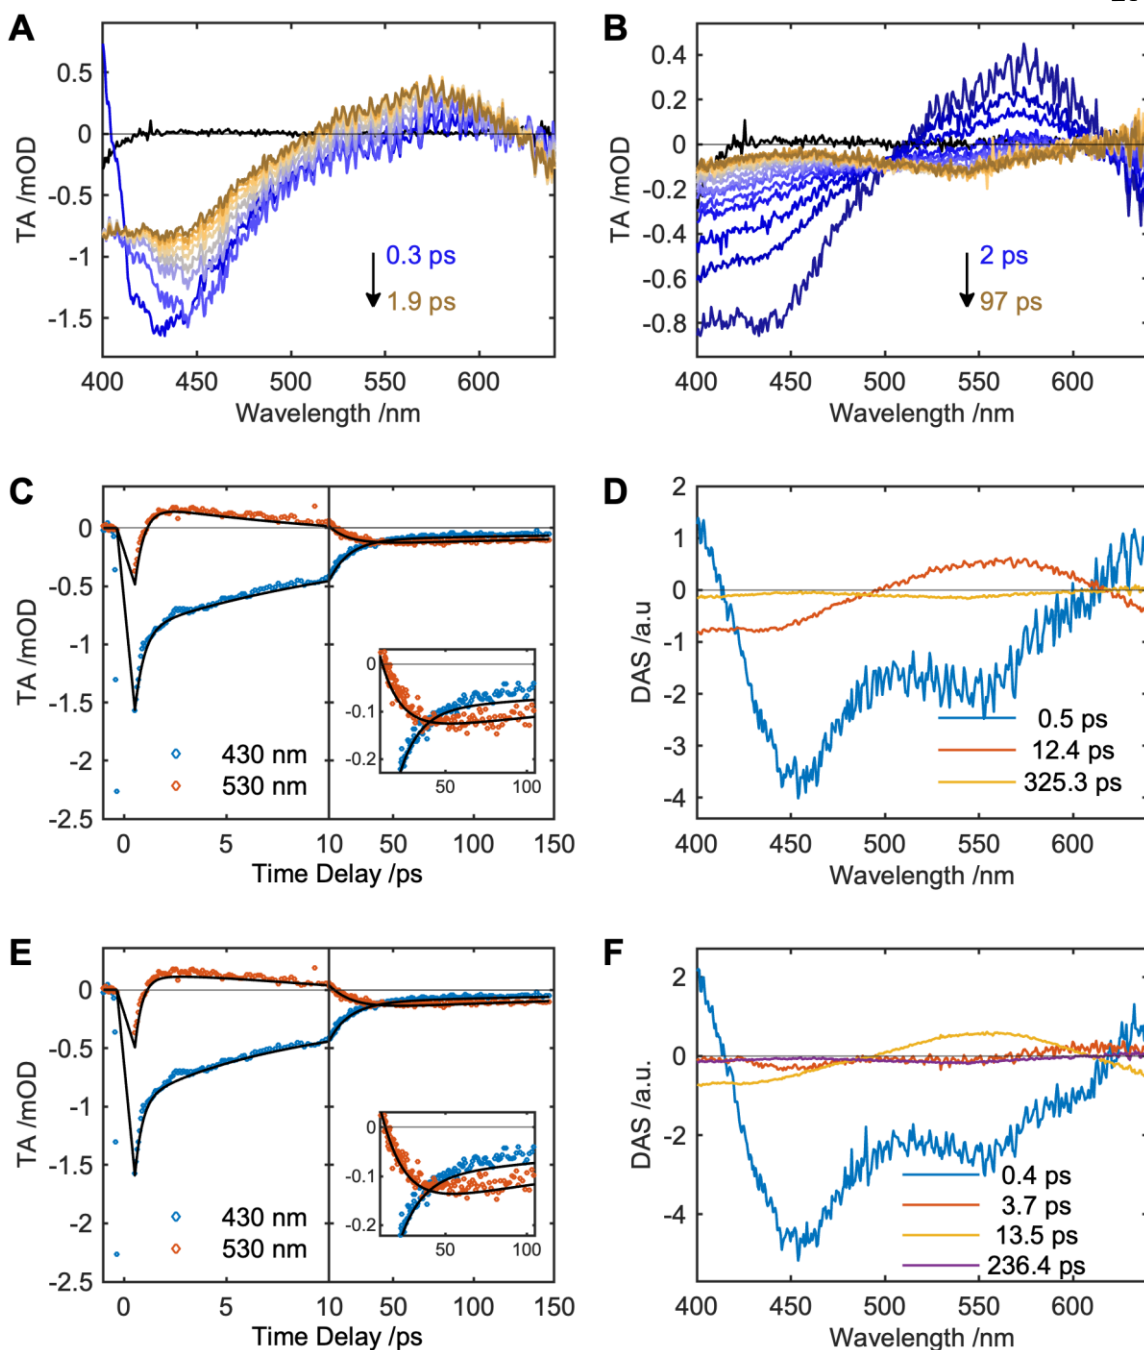 A
B
TA /mOD
0.5
0
-0.5
-1
-1.5
0.3 ps
1.9 ps
400 450 500 550 600
Wavelength /nm
TA /mOD
0.4
0.2
0
-0.2
-0.4
-0.6
-0.8
2 ps
97 ps
400 450 500 550 600
Wavelength /nm
C
D
TA /mOD
0
-0.5
-1
-1.5
-2
-2.5
430 nm
530 nm
0
-0.1
-0.2
50 100
0 5 10 50 100 150
Time Delay /ps
DAS /a.u
2
1
0
-1
-2
-3
-4
0.5 ps
12.4 ps
325.3 ps
400 450 500 550 600
Wavelength /nm
E
F
TA /mOD
0
-0.5
-1
-1.5
-2
-2.5
430 nm
530 nm
0
-0.1
-0.2
50 100
0 5 10 50 100 150
Time Delay /ps
DAS /a.u.
2
0
-2
-4
0.4 ps
3.7 ps
13.5 ps
236.4 ps
400 450 500 550 600
Wavelength /nm